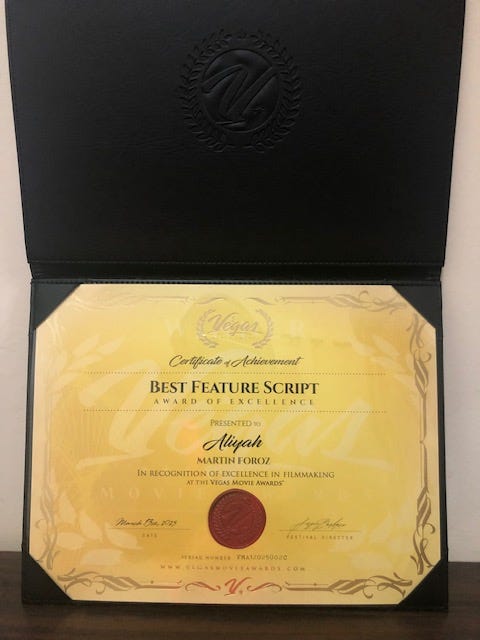 Vegas
Certificate of Achievement
BEST FEATURE SCRIPT
AWARD OF EXCELLENCE
PRESENTED TO
Aliyah
MARTIN FOROZ
IN RECOGNITION OF EXCELLENCE IN FILMMAKING
AT THE VEGAS MOVIE AWARDS
DATE
FESTIVAL DIRECTOR
SERIAL NUMBER:
WWW.VEGASMOVIEAWARDS.COM